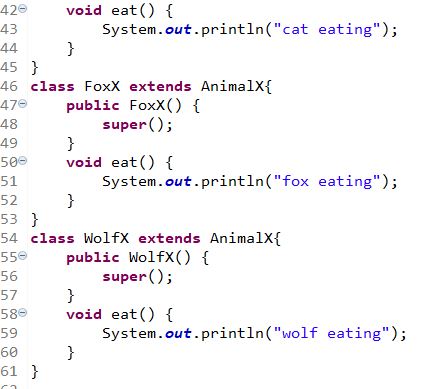 42 void eat() {
43 System.out.println("cat eating");
44 }
45 }
46 class FoxX extends AnimalX{
47 public FoxX() {
48 super();
49 }
50 void eat() {
51 System.out.println("fox eating");
52 }
53 }
54 class WolfX extends AnimalX{
55 public WolfX() {
56 super();
57 }
58 void eat() {
59 System.out.println("wolf eating");
60 }
61 }